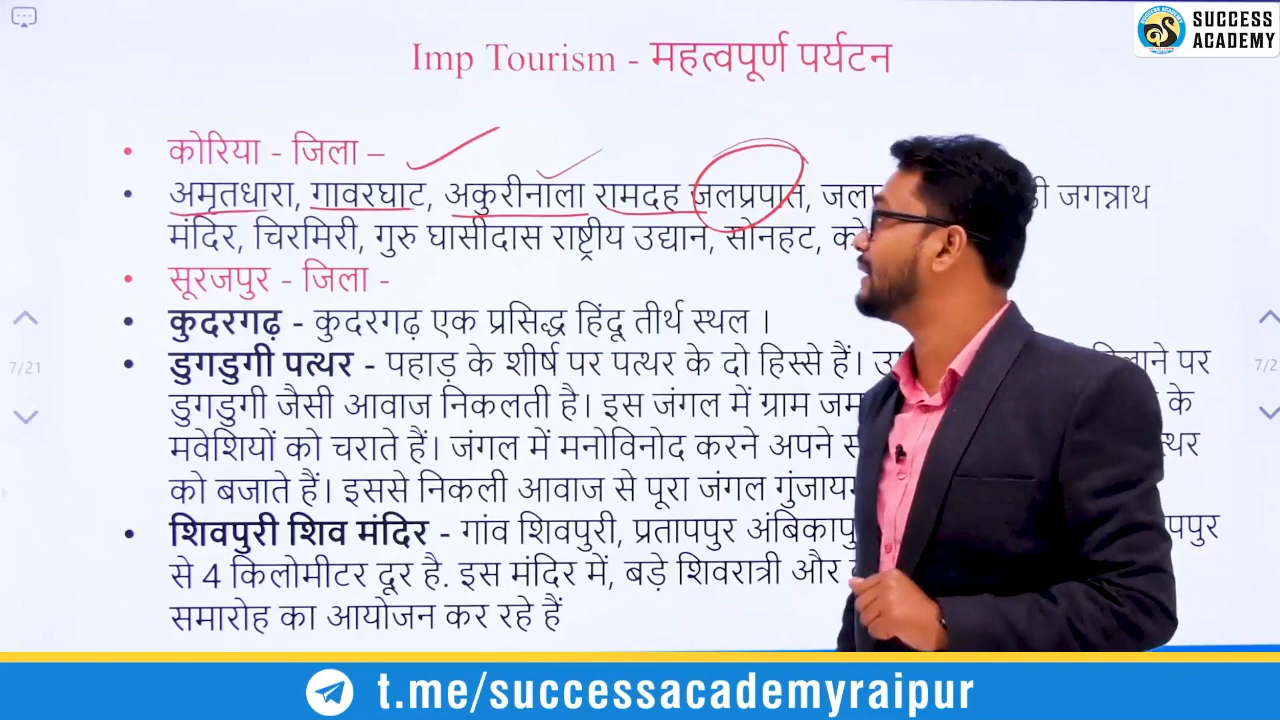 SUCCESS
ACADEMY
Imp Tourism - महत्वपूर्ण पर्यटन
• कोरिया - जिला –
• अमृतधारा, गावरघाट, अकुरीनाला रामदह जलप्रपात, जगन्नाथ
मंदिर, चिरमिरी, गुरु घासीदास राष्ट्रीय उद्यान, सोनहट,
• सूरजपुर - जिला -
• कुदरगढ़ - कुदरगढ़ एक प्रसिद्ध हिंदू तीर्थ स्थल ।
7/21
• डुगडुगी पत्थर - पहाड़ के शीर्ष पर पत्थर के दो हिस्से हैं। पर
डुगडुगी जैसी आवाज निकलती है। इस जंगल में ग्राम के
मवेशियों को चराते हैं। जंगल में मनोविनोद करने अपने
को बजाते हैं। इससे निकली आवाज से पूरा जंगल
• शिवपुरी शिव मंदिर - गांव शिवपुरी, प्रतापपुर
से 4 किलोमीटर दूर है. इस मंदिर में, बड़े शिवरात्री और
समारोह का आयोजन कर रहे हैं
t.me/successacademyraipur